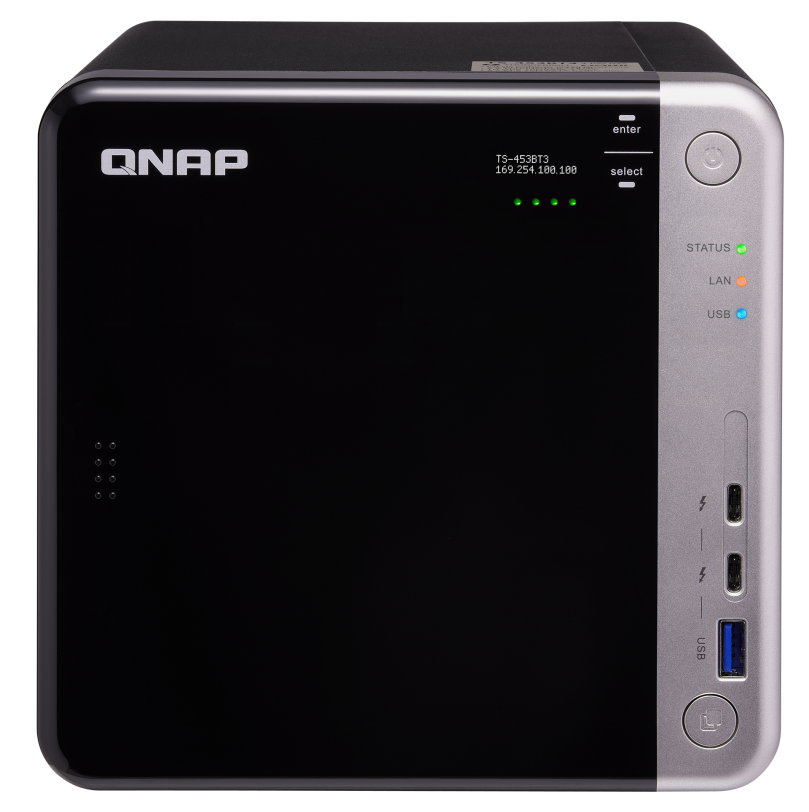 QNAP
TS-453BT3
169.254.100.100
enter
select
STATUS
LAN
USB
USB